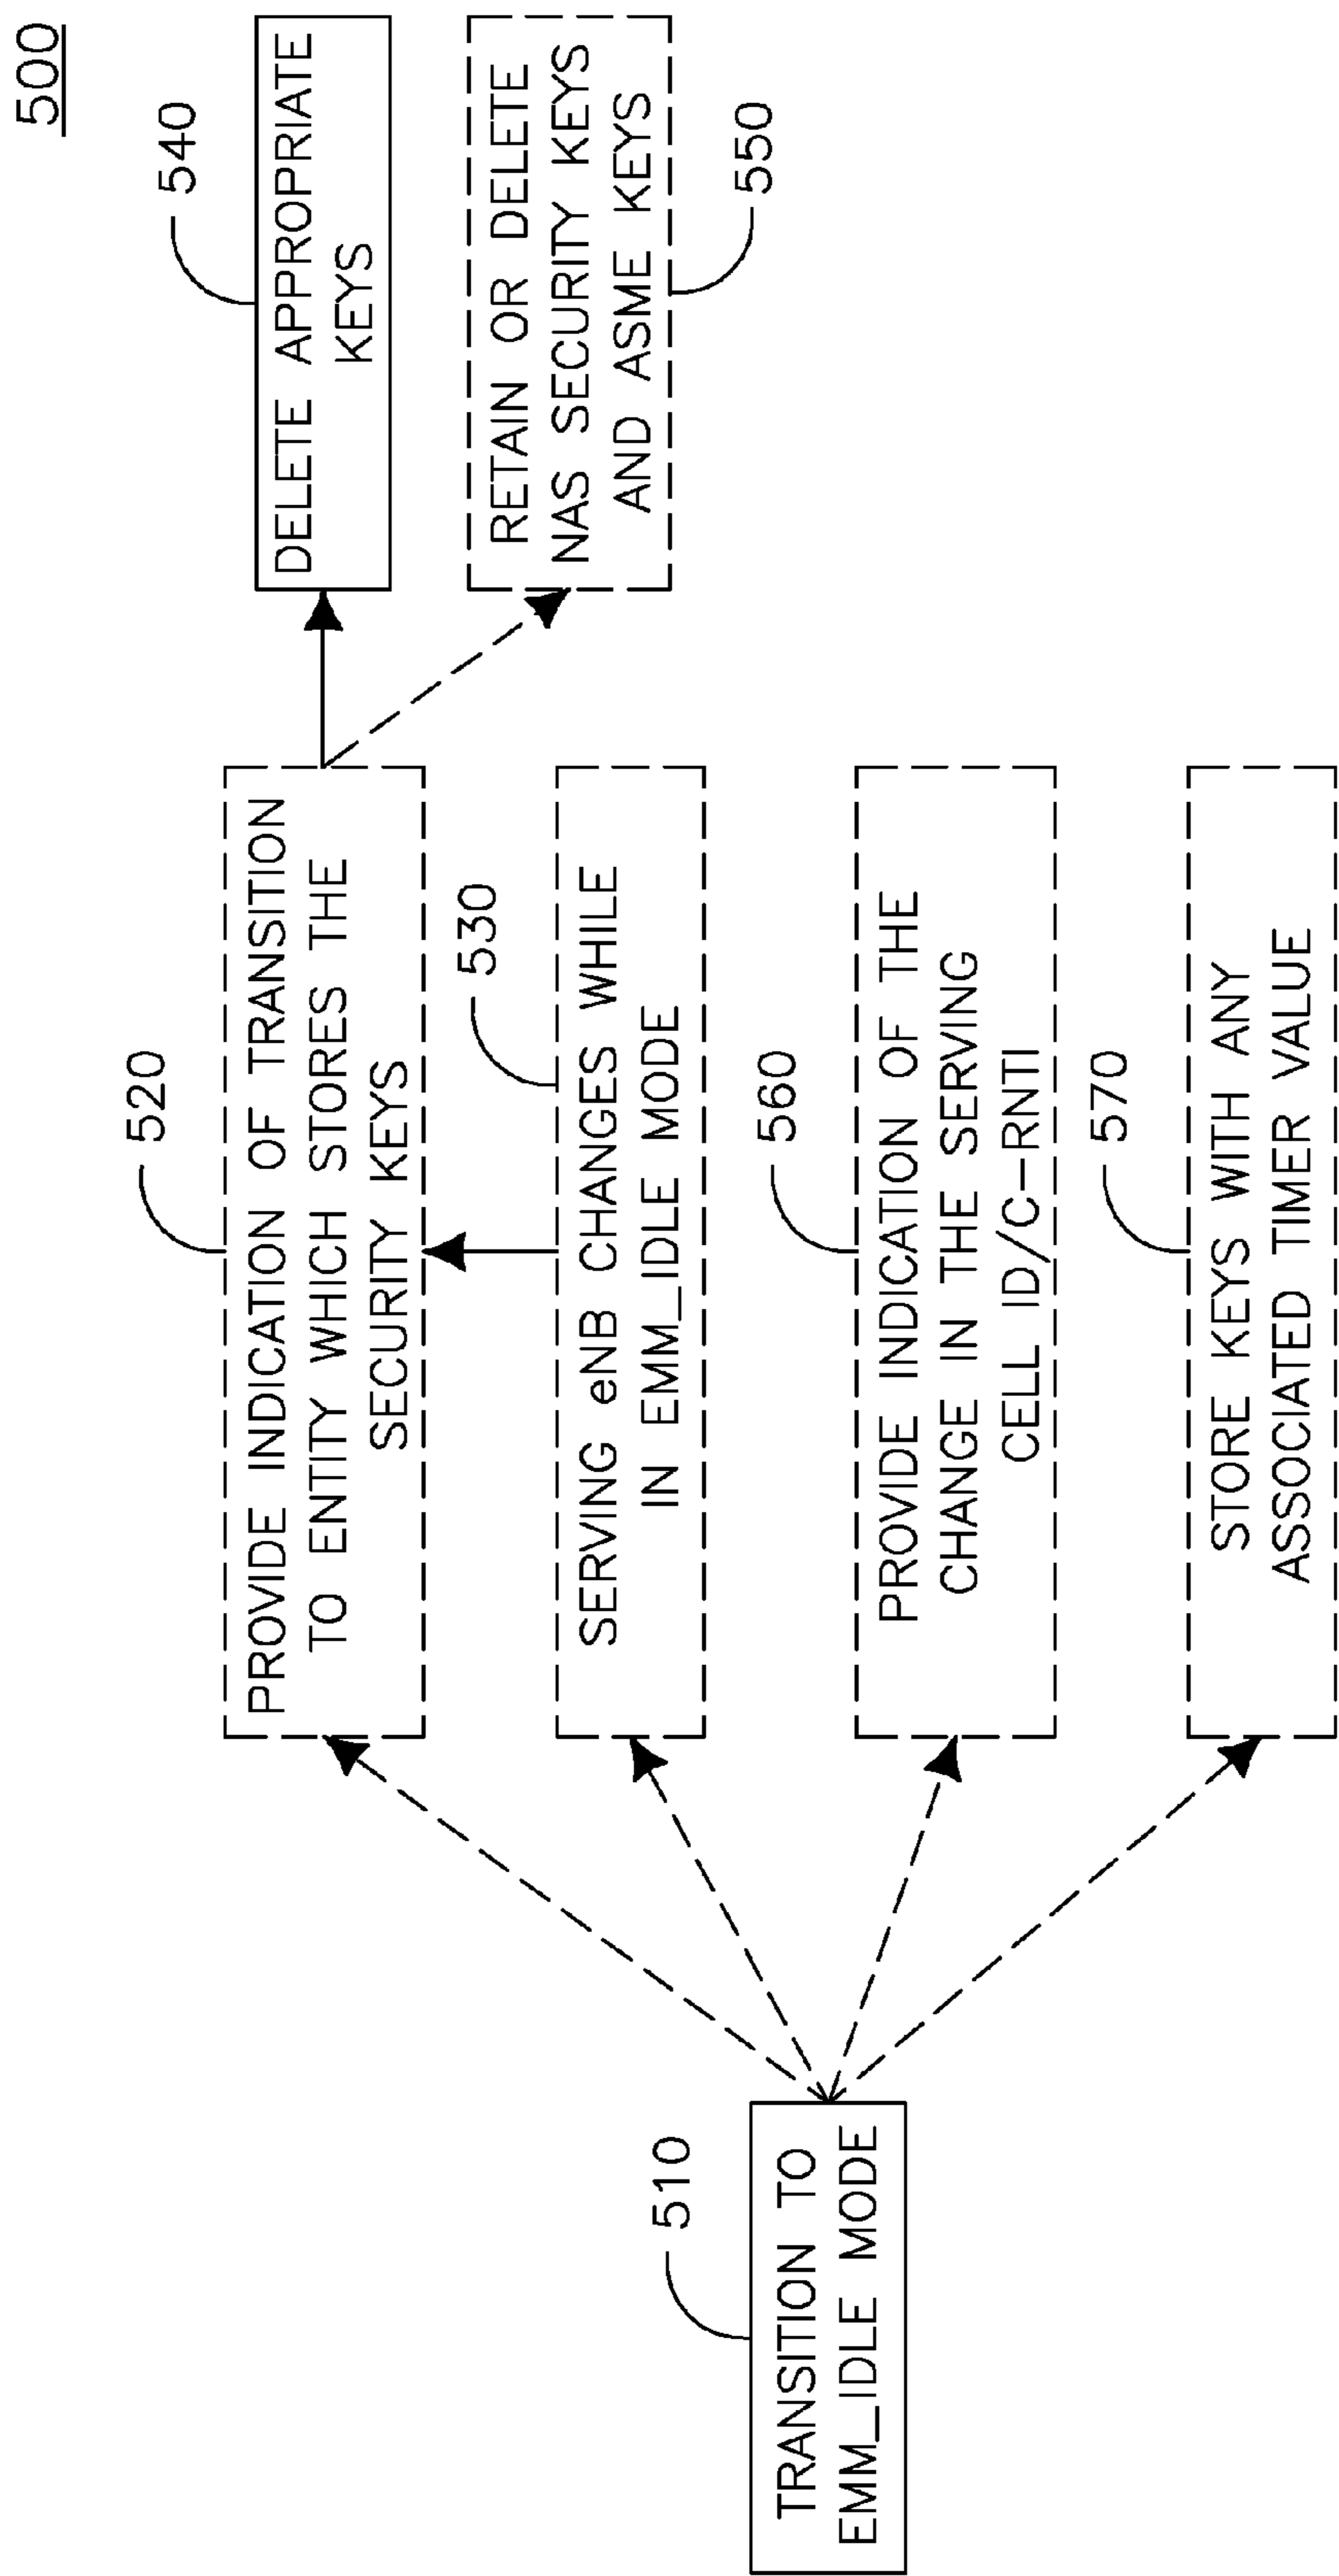 500
510
TRANSITION TO
EMM_IDLE MODE
520
PROVIDE INDICATION OF TRANSITION
TO ENTITY WHICH STORES THE
SECURITY KEYS
530
SERVING eNB CHANGES WHILE
IN EMM_IDLE MODE
560
PROVIDE INDICATION OF THE
CHANGE IN THE SERVING
CELL ID/C-RNTI
570
STORE KEYS WITH ANY
ASSOCIATED TIMER VALUE
540
DELETE APPROPRIATE
KEYS
550
RETAIN OR DELETE
NAS SECURITY KEYS
AND ASME KEYS